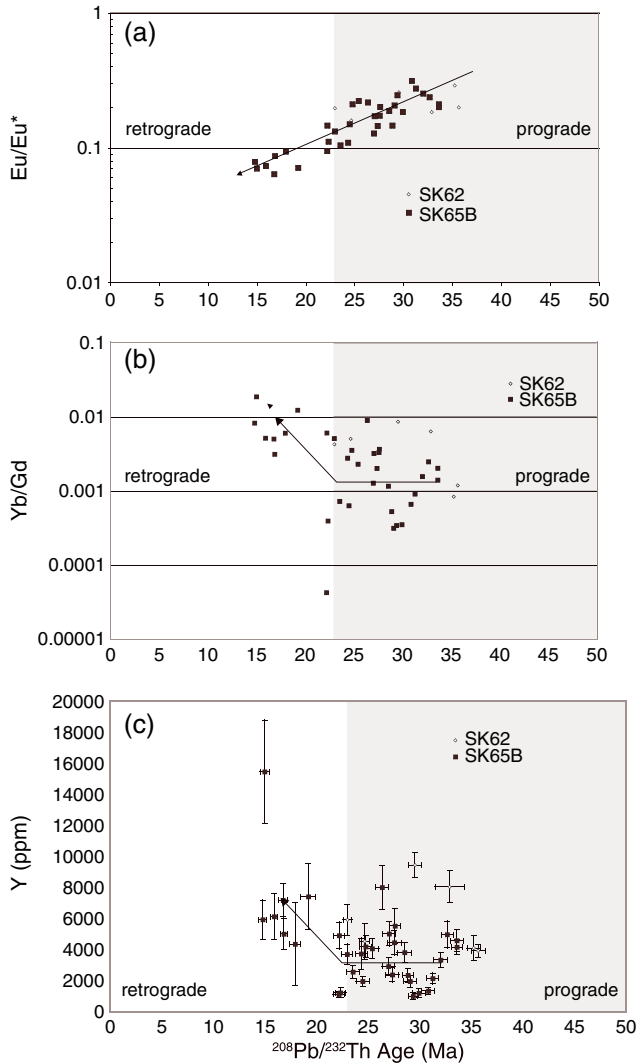 (a)
1
0.1
0.01
Eu/Eu*
retrograde
prograde
SK62
SK65B
0 5 10 15 20 25 30 35 40 45 50
(b)
0.1
0.01
0.001
0.0001
0.00001
Yb/Gd
SK62
SK65B
retrograde
prograde
0 5 10 15 20 25 30 35 40 45 50
(c)
20000
18000
16000
14000
12000
10000
8000
6000
4000
2000
0
Y (ppm)
SK62
SK65B
retrograde
prograde
0 5 10 15 20 25 30 35 40 45 50
²⁰⁸Pb/²³²Th Age (Ma)